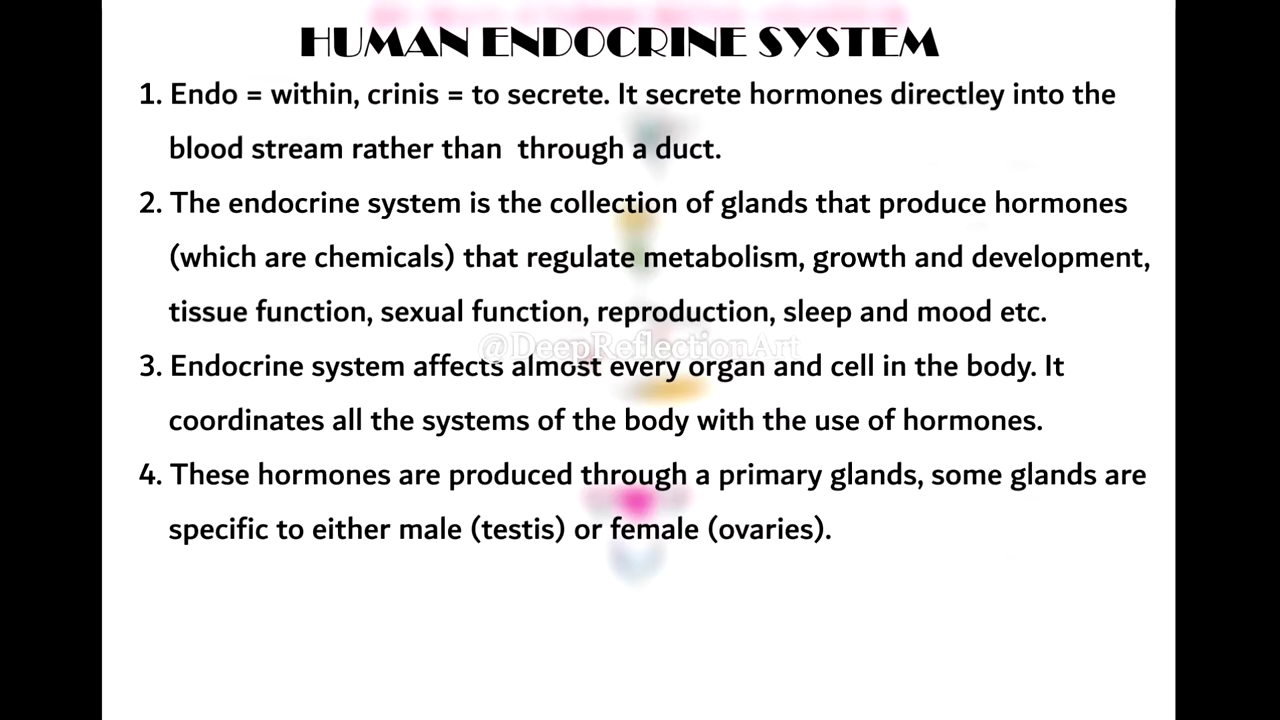 HUMAN ENDOCRINE SYSTEM
1. Endo = within, crinis = to secrete. It secrete hormones directley into the
blood stream rather than through a duct.
2. The endocrine system is the collection of glands that produce hormones
(which are chemicals) that regulate metabolism, growth and development,
tissue function, sexual function, reproduction, sleep and mood etc.
@DeepReflectionArt
3. Endocrine system affects almost every organ and cell in the body. It
coordinates all the systems of the body with the use of hormones.
4. These hormones are produced through a primary glands, some glands are
specific to either male (testis) or female (ovaries).